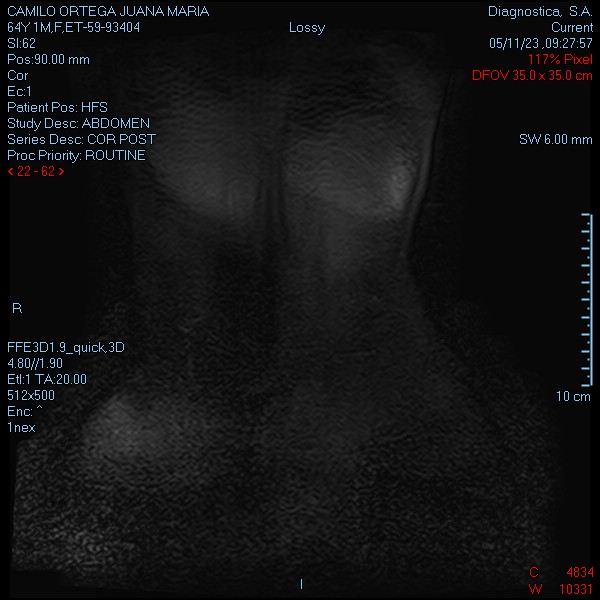 CAMILO ORTEGA JUANA MARIA
64Y 1M,F,ET-59-93404
SI:62
Pos:90.00 mm
Cor
Ec:1
Patient Pos: HFS
Study Desc: ABDOMEN
Series Desc: COR POST
Proc Priority: ROUTINE
< 22 - 62 >
Lossy
Diagnostica, S.A.
Current
05/11/23 ,09:27:57
117% Pixel
DFOV 35.0 x 35.0 cm
SW 6.00 mm
R
FFE3D1.9_quick,3D
4.80//1.90
Etl:1 TA:20.00
512x500
Enc: ^
1nex
10 cm
I
C 4834
W 10331